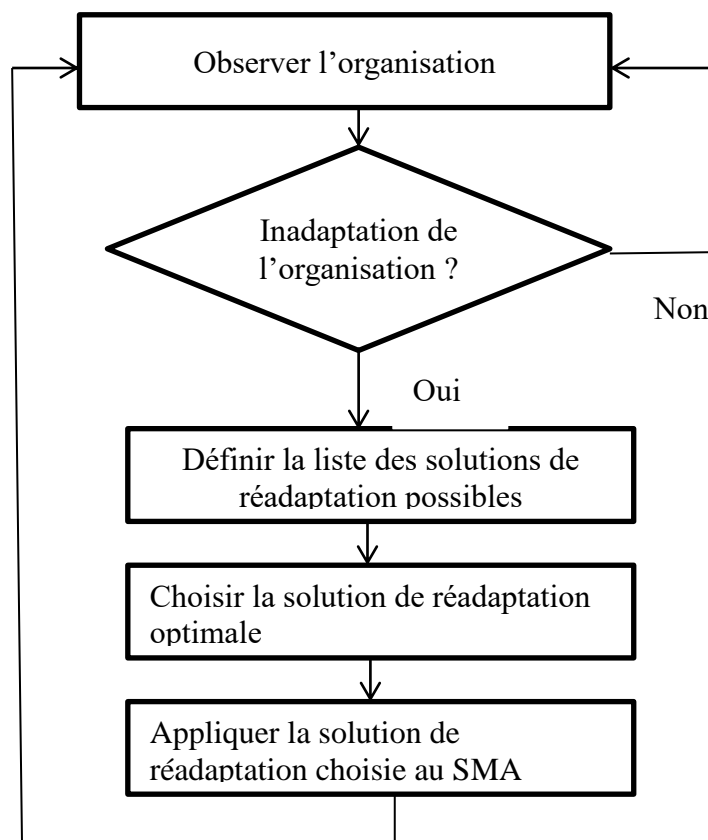 Observer l’organisation
Inadaptation de
l’organisation ?
Non
Oui
Définir la liste des solutions de
réadaptation possibles
Choisir la solution de réadaptation
optimale
Appliquer la solution de
réadaptation choisie au SMA